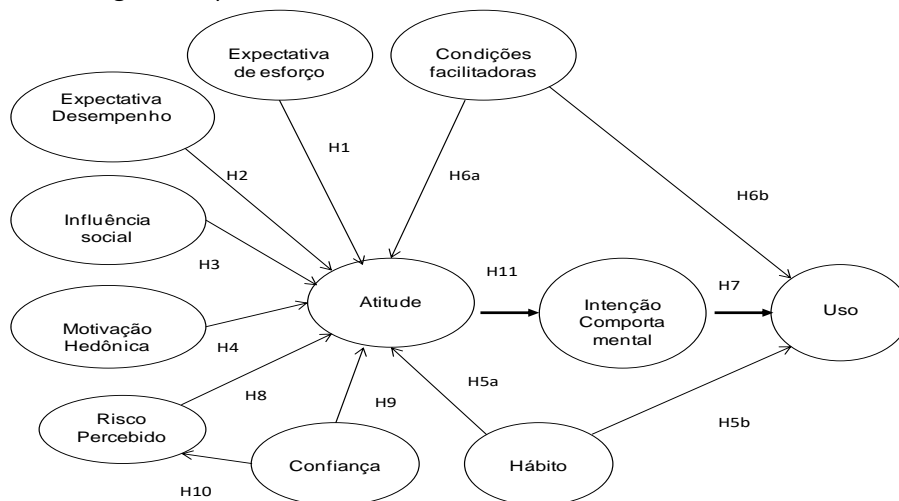 Expectativa
de esforço
Condições
facilitadoras
Expectativa
Desempenho
H1
H2
H6a
H6b
Influência
social
H3
H11
H7
Atitude
Intenção
Comporta
mental
Uso
Motivação
Hedônica
H4
H8
H9
H5a
H5b
Risco
Percebido
Confiança
Hábito
H10